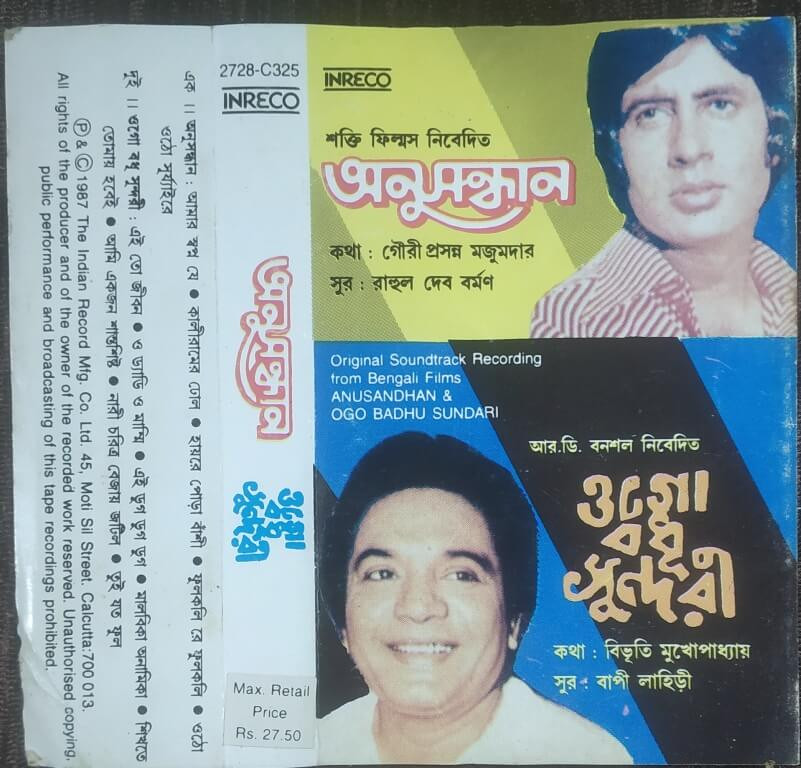 INRECO
শক্তি ফিল্মস নিবেদিত
অনুসন্ধান
কথা : গৌরী প্রসন্ন মজুমদার
সুর : রাহুল দেব বর্মণ
Original Soundtrack Recording
from Bengali Films
ANUSANDHAN &
OGO BADHU SUNDARI
আর.ডি. বনশল নিবেদিত
ওগো
বধূ
সুন্দরী
কথা : বিভূতি মুখোপাধ্যায়
সুর : বাপী লাহিড়ী
2728-C325
INRECO
অনুসন্ধান
ওগো
বধূ
সুন্দরী
Max. Retail
Price
Rs. 27.50
এক ।। অনুসন্ধান : আমার স্বপ্ন যে ● কালীরামের ঢোল ● হায়রে পোড়া বাঁশী ● ফুলকলি রে ফুলকলি ● ওঠো
ওঠো সূর্য্যাইরে
দুই ।। ওগো বধূ সুন্দরী : এই তো জীবন ● ও ড্যাডি ও মাম্মি ● এই তুগ তুগ তুগ ● মালবিকা অনামিকা ● শিখতে
তোমায় হবেই ● আমি একজন শান্তশিষ্ট ● নারী চরিত্র বেজায় জটিল ● তুই যত ফুল
Ⓟ & © 1987 The Indian Record Mfg. Co. Ltd. 45, Moti Sil Street. Calcutta:700 013.
All rights of the producer and of the owner of the recorded work reserved. Unauthorised copying,
public performance and broadcasting of this tape recordings prohibited.